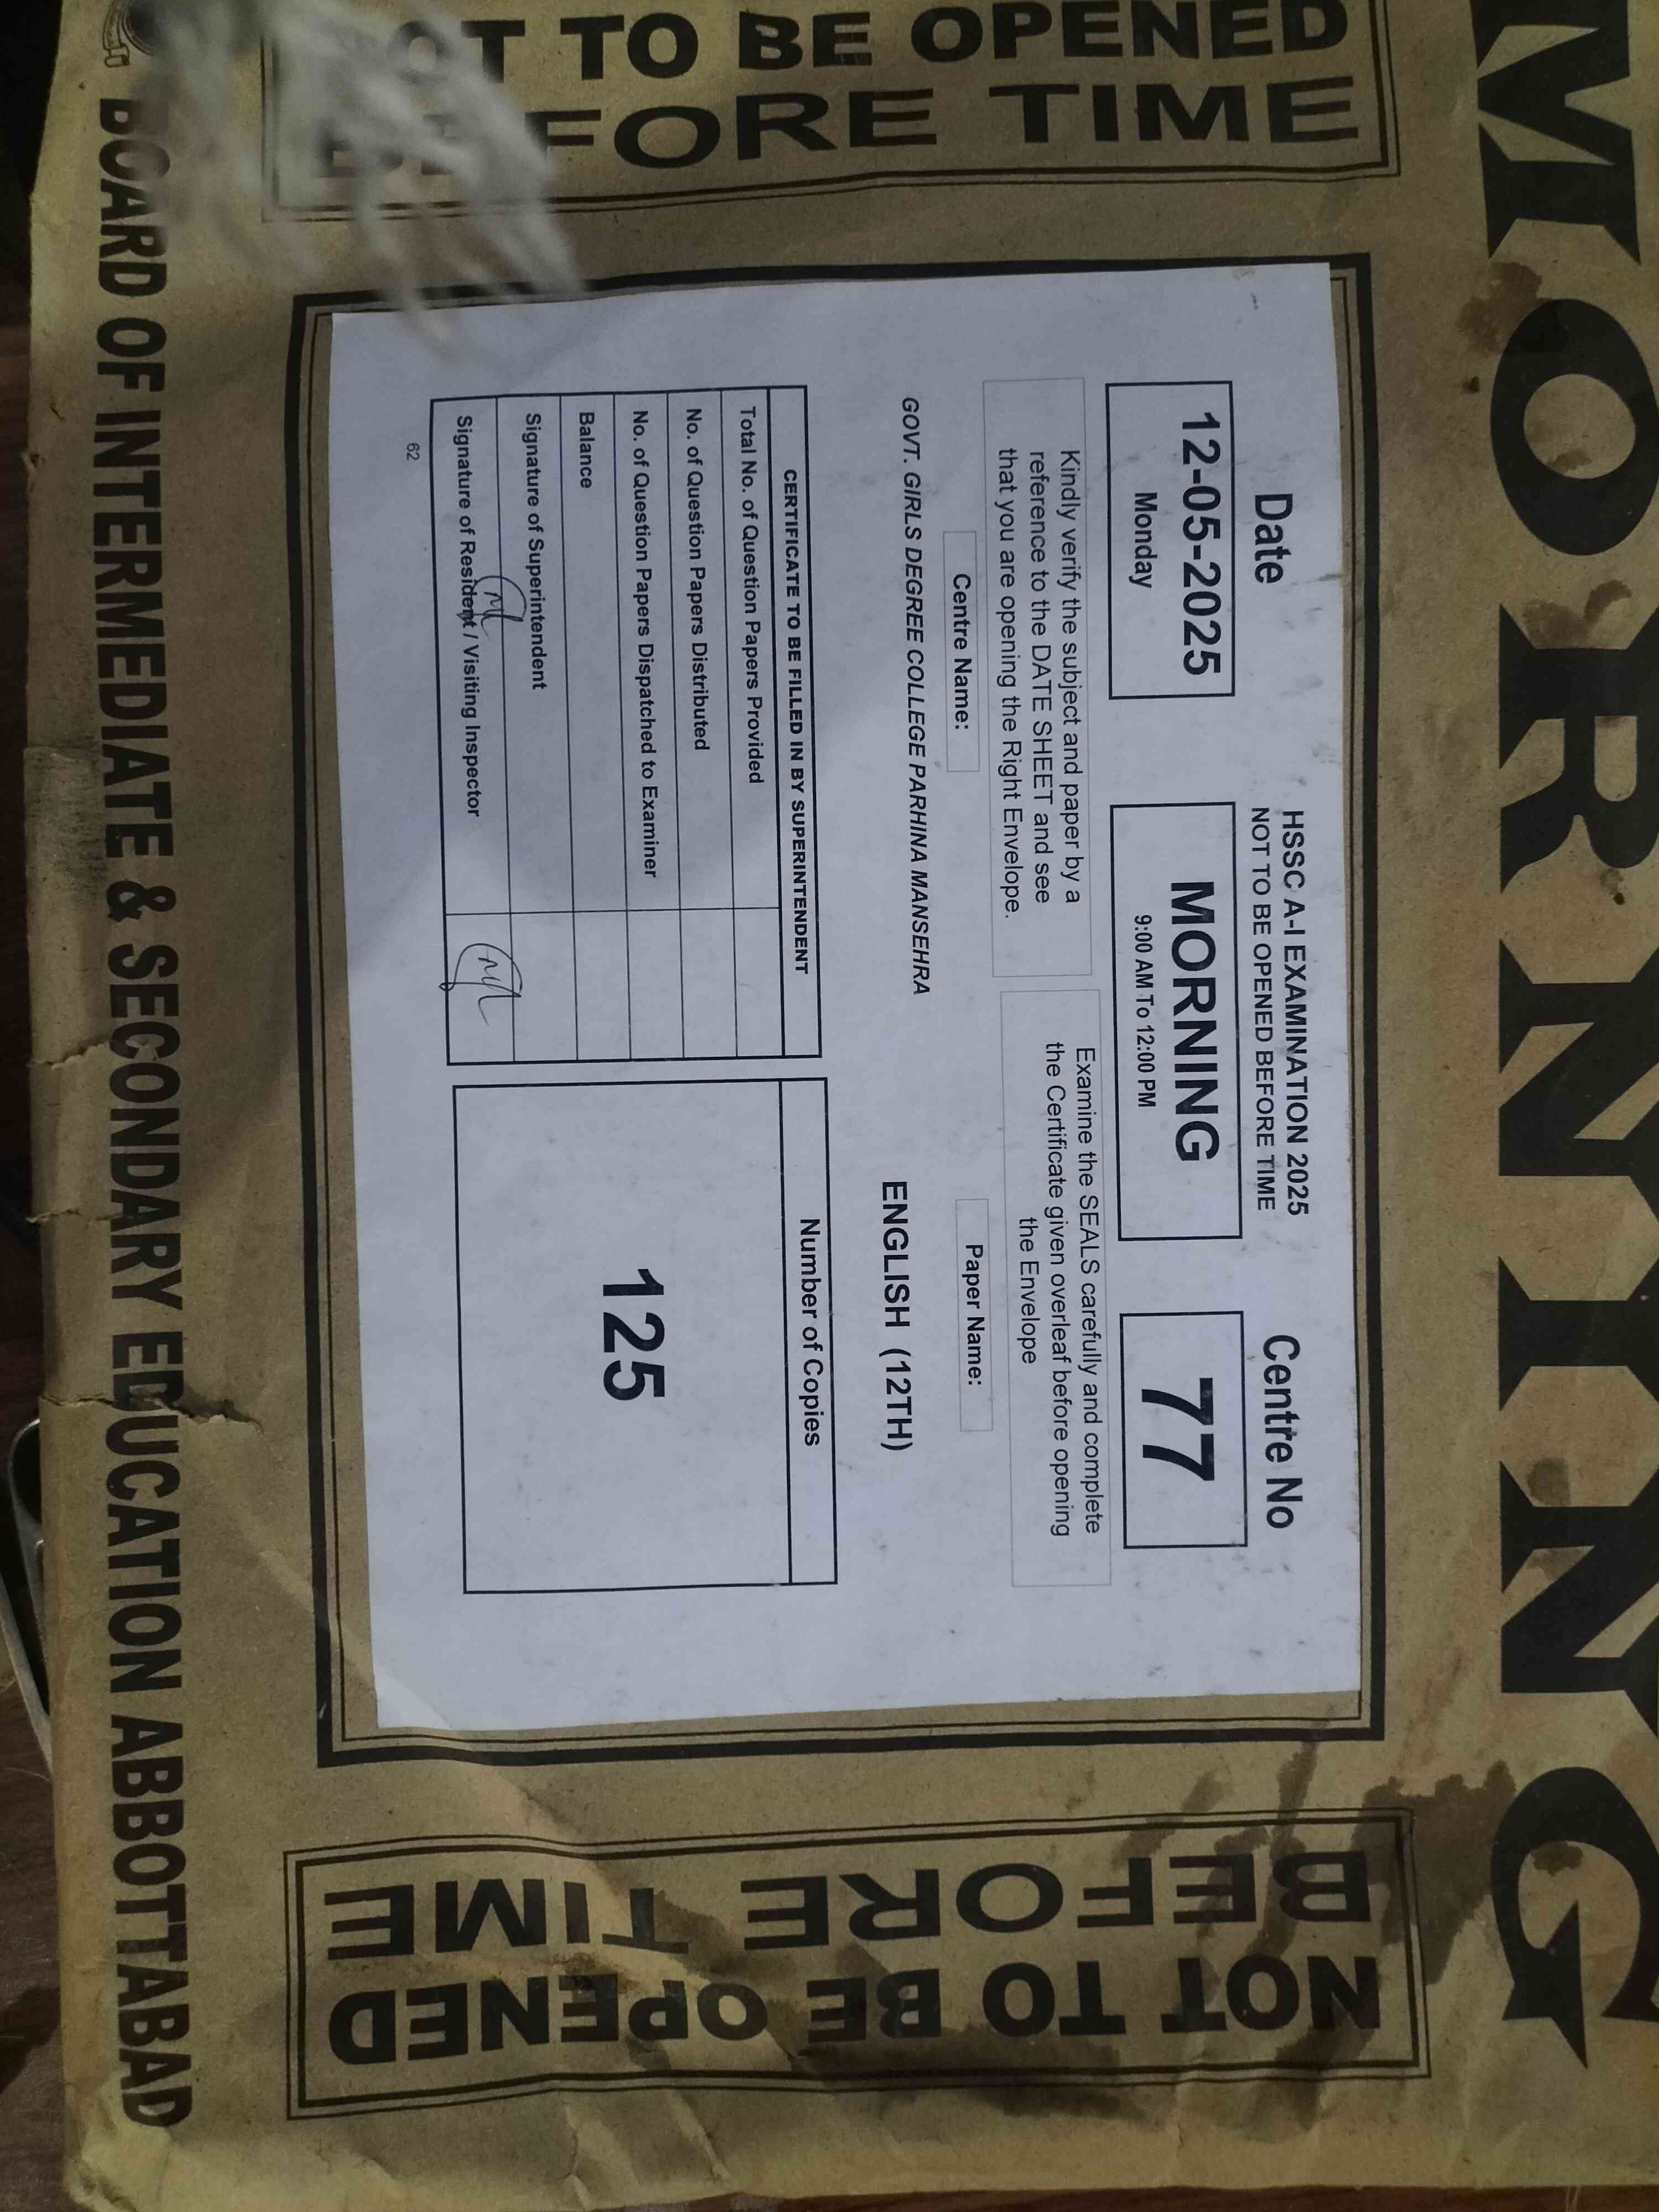 MORNING
NOT TO BE OPENED
BEFORE TIME
Date
12-05-2025
Monday
HSSC A-I EXAMINATION 2025
NOT TO BE OPENED BEFORE TIME
MORNING
9:00 AM To 12:00 PM
Centre No
77
Kindly verify the subject and paper by a
reference to the DATE SHEET and see
that you are opening the Right Envelope.
Examine the SEALS carefully and complete
the Certificate given overleaf before opening
the Envelope
Centre Name:
Paper Name:
GOVT. GIRLS DEGREE COLLEGE PARHINA MANSEHRA
ENGLISH (12TH)
CERTIFICATE TO BE FILLED IN BY SUPERINTENDENT
Total No. of Question Papers Provided
No. of Question Papers Distributed
No. of Question Papers Dispatched to Examiner
Balance
Signature of Superintendent
Signature of Resident / Visiting Inspector
Number of Copies
125
62
NOT TO BE OPENED
BEFORE TIME
BOARD OF INTERMEDIATE & SECONDARY EDUCATION ABBOTTABAD